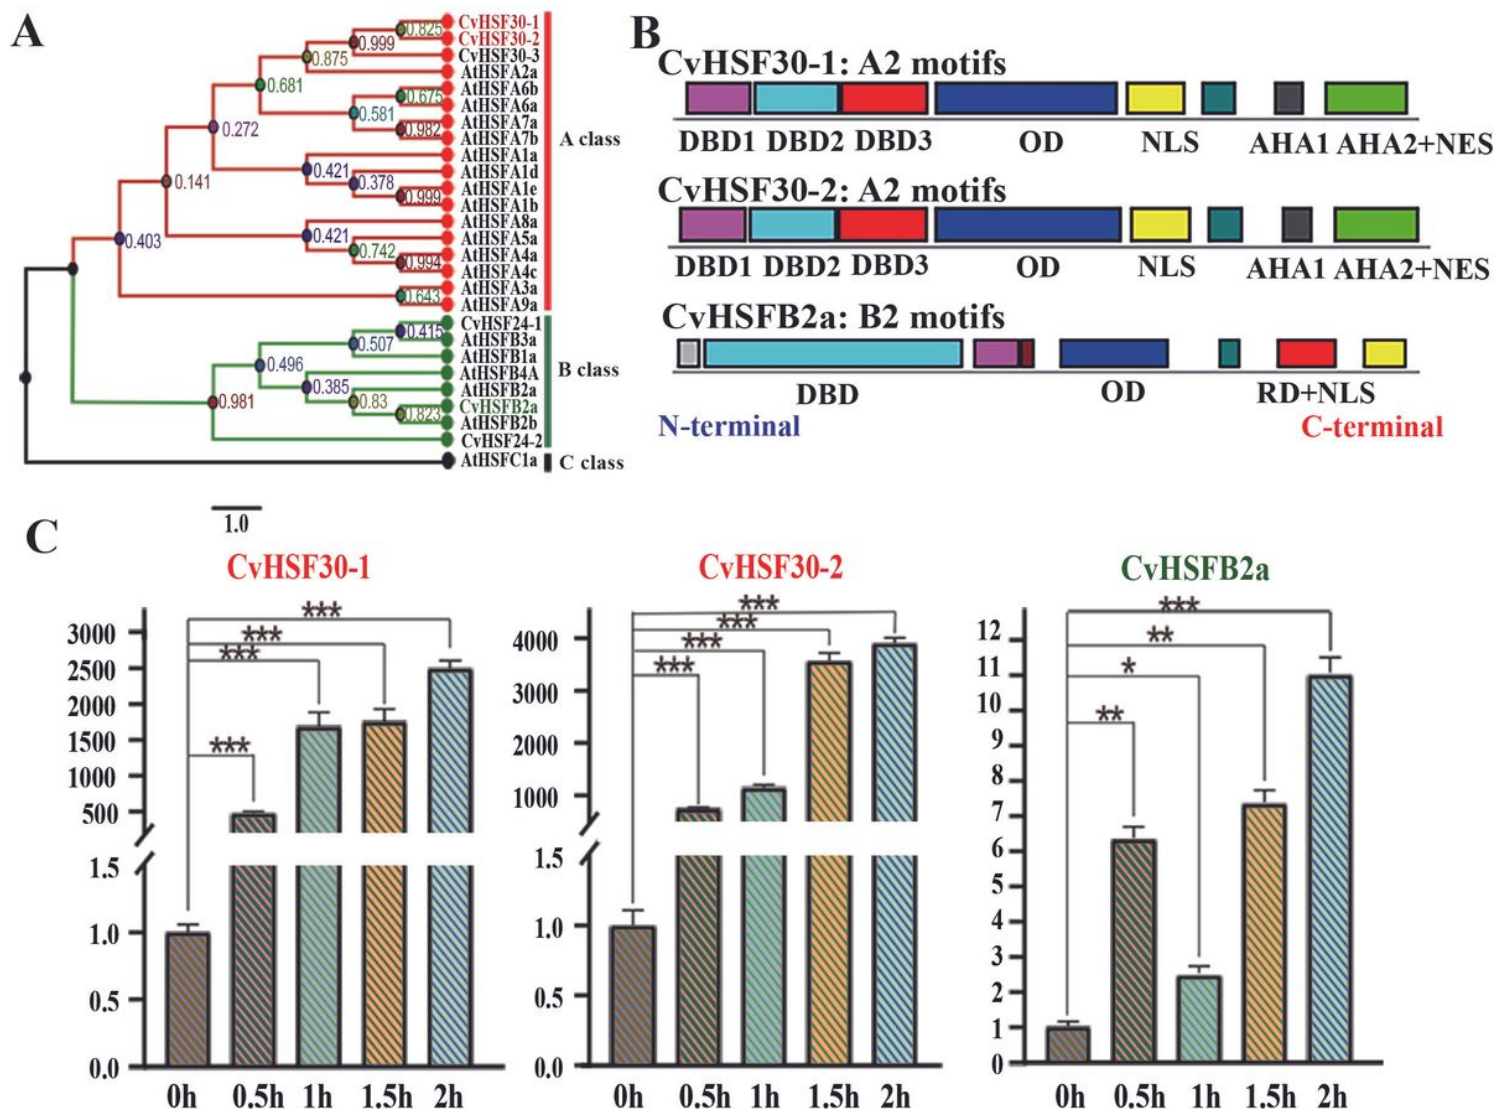 A
CvHSF30-1
CvHSF30-2
CvHSF30-3
AtHSFA2a
AtHSFA6b
AtHSFA6a
AtHSFA7a
AtHSFA7b
AtHSFA1a
AtHSFA1d
AtHSFA1e
AtHSFA1b
AtHSFA8a
AtHSFA5a
AtHSFA4a
AtHSFA4c
AtHSFA3a
AtHSFA9a
CvHSF24-1
AtHSFB3a
AtHSFB1a
AtHSFB4A
AtHSFB2a
CvHSFB2a
AtHSFB2b
CvHSF24-2
AtHSFC1a
0.825
0.999
0.875
0.681
0.675
0.581
0.982
0.272
0.421
0.378
0.999
0.141
0.421
0.742
0.994
0.403
0.643
0.415
0.507
0.496
0.385
0.83
0.823
0.981
A class
B class
C class
1.0
B
CvHSF30-1: A2 motifs
DBD1 DBD2 DBD3 OD NLS AHA1 AHA2+NES
CvHSF30-2: A2 motifs
DBD1 DBD2 DBD3 OD NLS AHA1 AHA2+NES
CvHSFB2a: B2 motifs
DBD OD RD+NLS
N-terminal C-terminal
C
CvHSF30-1
3000
2500
2000
1500
1000
500
1.5
1.0
0.5
0.0
***
***
***
***
0h 0.5h 1h 1.5h 2h
CvHSF30-2
4000
3000
2000
1000
1.5
1.0
0.5
0.0
***
***
***
***
0h 0.5h 1h 1.5h 2h
CvHSFB2a
12
11
10
9
8
7
6
5
4
3
2
1
0
***
**
*
**
0h 0.5h 1h 1.5h 2h